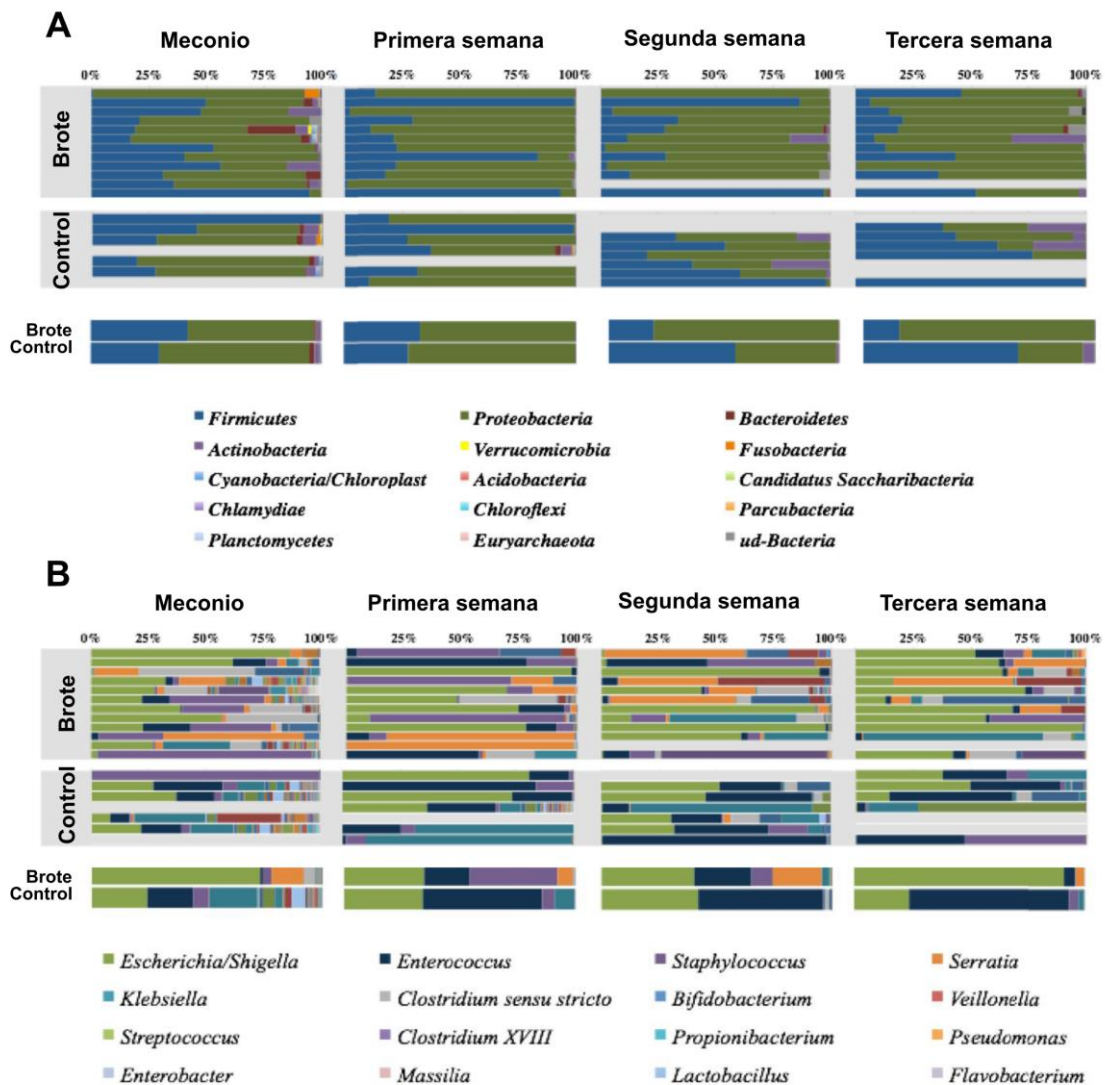 A
Meconio Primera semana Segunda semana Tercera semana
0% 25% 50% 75% 100% 25% 50% 75% 100% 25% 50% 75% 100% 25% 50% 75% 100%
Brote
Control
Brote
Control
Firmicutes Proteobacteria Bacteroidetes
Actinobacteria Verrucomicrobia Fusobacteria
Cyanobacteria/Chloroplast Acidobacteria Candidatus Saccharibacteria
Chlamydiae Chloroflexi Parcubacteria
Planctomycetes Euryarchaeota ud-Bacteria
B
Meconio Primera semana Segunda semana Tercera semana
0% 25% 50% 75% 100% 25% 50% 75% 100% 25% 50% 75% 100% 25% 50% 75% 100%
Brote
Control
Brote
Control
Escherichia/Shigella Enterococcus Staphylococcus Serratia
Klebsiella Clostridium sensu stricto Bifidobacterium Veillonella
Streptococcus Clostridium XVIII Propionibacterium Pseudomonas
Enterobacter Massilia Lactobacillus Flavobacterium